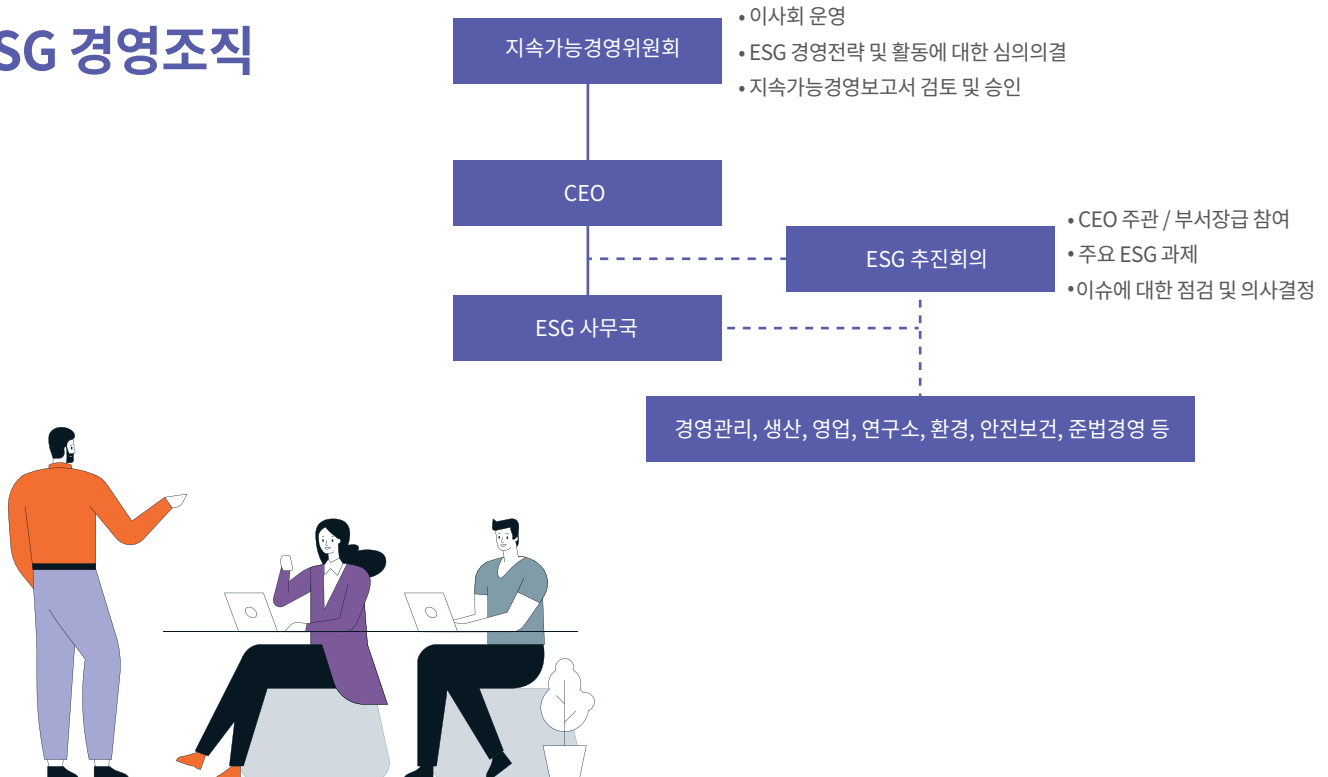 SG 경영조직
지속가능경영위원회
• 이사회 운영
• ESG 경영전략 및 활동에 대한 심의의결
• 지속가능경영보고서 검토 및 승인
CEO
ESG 추진회의
• CEO 주관 / 부서장급 참여
• 주요 ESG 과제
• 이슈에 대한 점검 및 의사결정
ESG 사무국
경영관리, 생산, 영업, 연구소, 환경, 안전보건, 준법경영 등